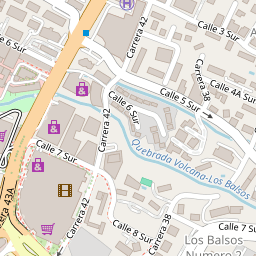 Carrera 42
Calle 3 Sur
Calle 6 Sur
Carrera 38
Calle 4A Sur
Calle 5 Sur
Calle 6 Sur
Carrera 42
Quebrada Volcana-Los Balsos
Calle 7 Sur
Calle 7 Sur
43A
Carrera 42
Carrera 38
Calle 8 Sur
Los Balsos
Numero 2